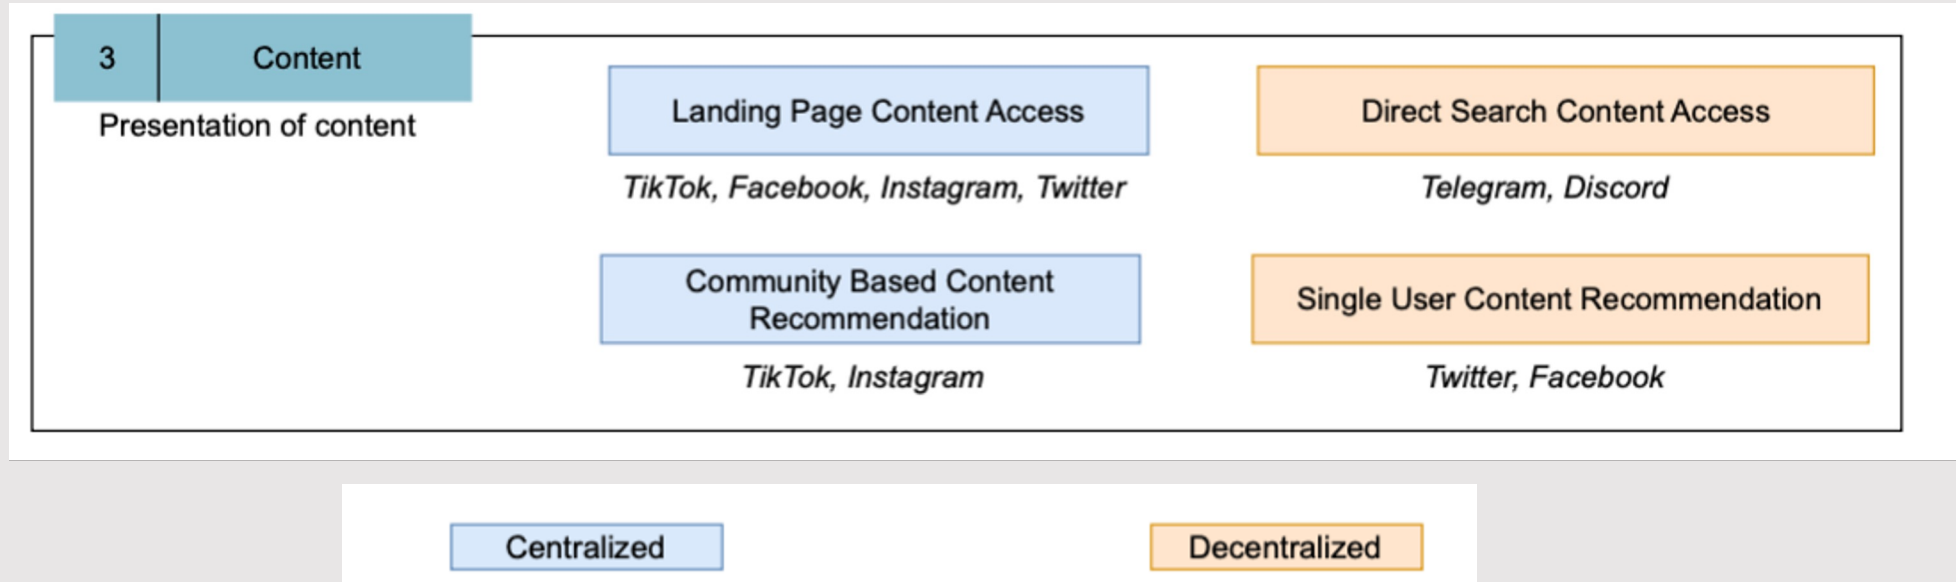 3
Content
Presentation of content
Landing Page Content Access
Direct Search Content Access
TikTok, Facebook, Instagram, Twitter
Telegram, Discord
Community Based Content
Recommendation
Single User Content Recommendation
TikTok, Instagram
Twitter, Facebook
Centralized
Decentralized